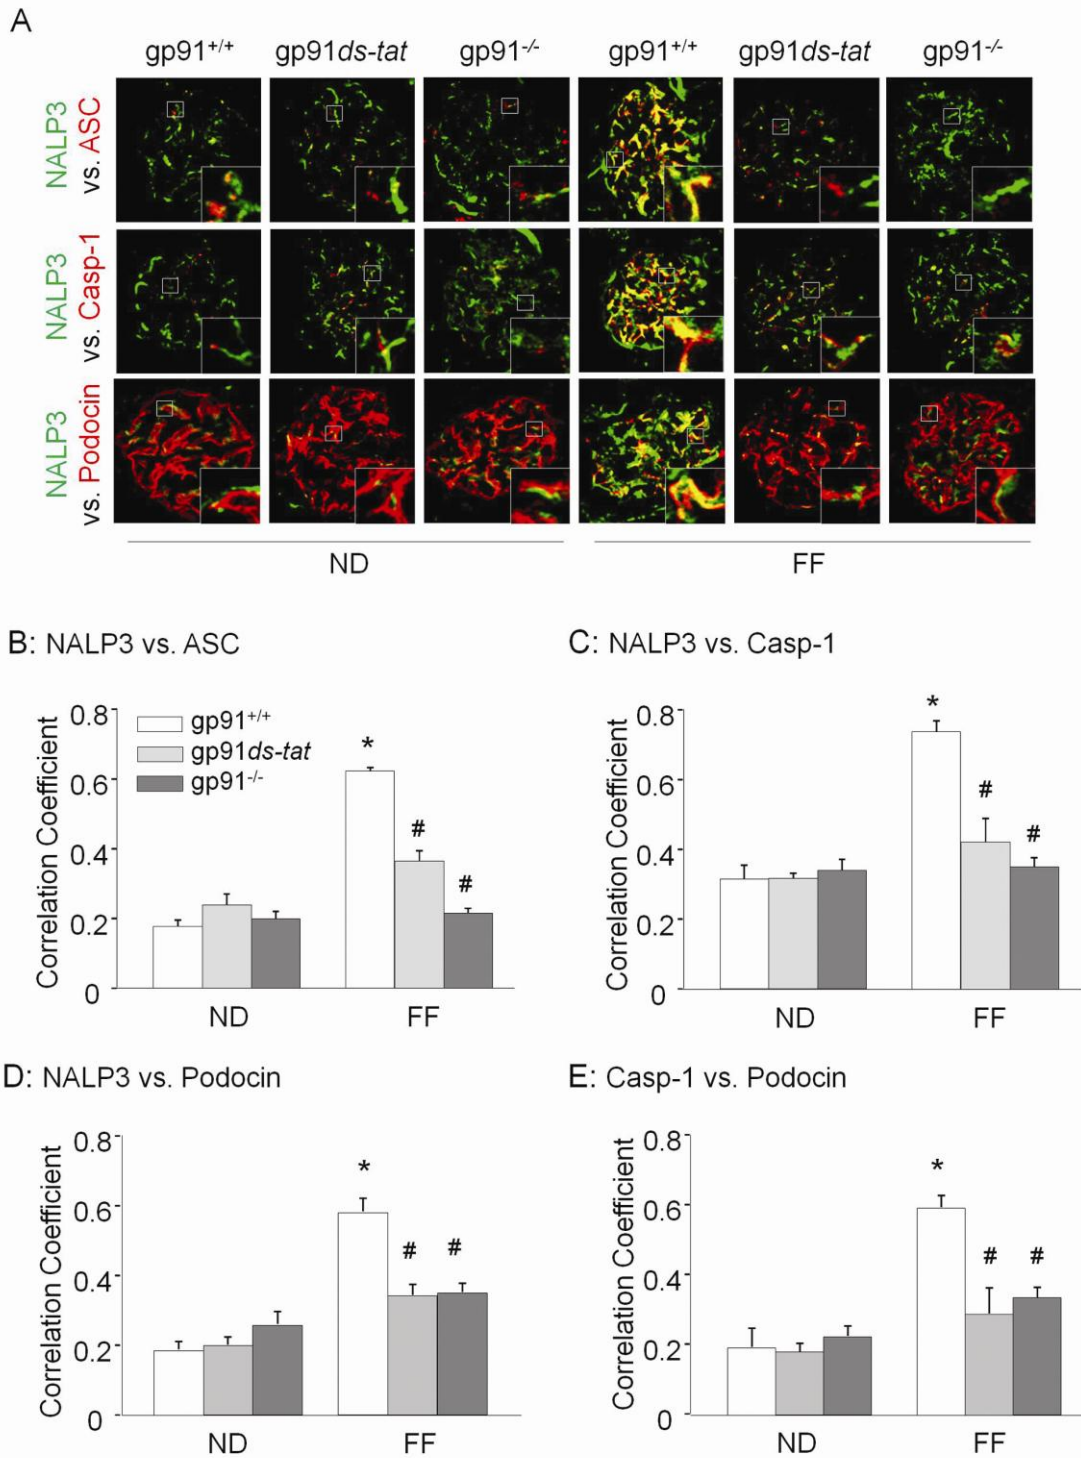 A
gp91+/+ gp91ds-tat gp91-/- gp91+/+ gp91ds-tat gp91-/-
NALP3
vs. ASC
NALP3
vs. Casp-1
NALP3
vs. Podocin
ND FF
B: NALP3 vs. ASC
Correlation Coefficient
0.8
0.6
0.4
0.2
0
gp91+/+
gp91ds-tat
gp91-/-
*
#
#
ND FF
C: NALP3 vs. Casp-1
Correlation Coefficient
0.8
0.6
0.4
0.2
0
*
#
#
ND FF
D: NALP3 vs. Podocin
Correlation Coefficient
0.8
0.6
0.4
0.2
0
*
# #
ND FF
E: Casp-1 vs. Podocin
Correlation Coefficient
0.8
0.6
0.4
0.2
0
*
# #
ND FF